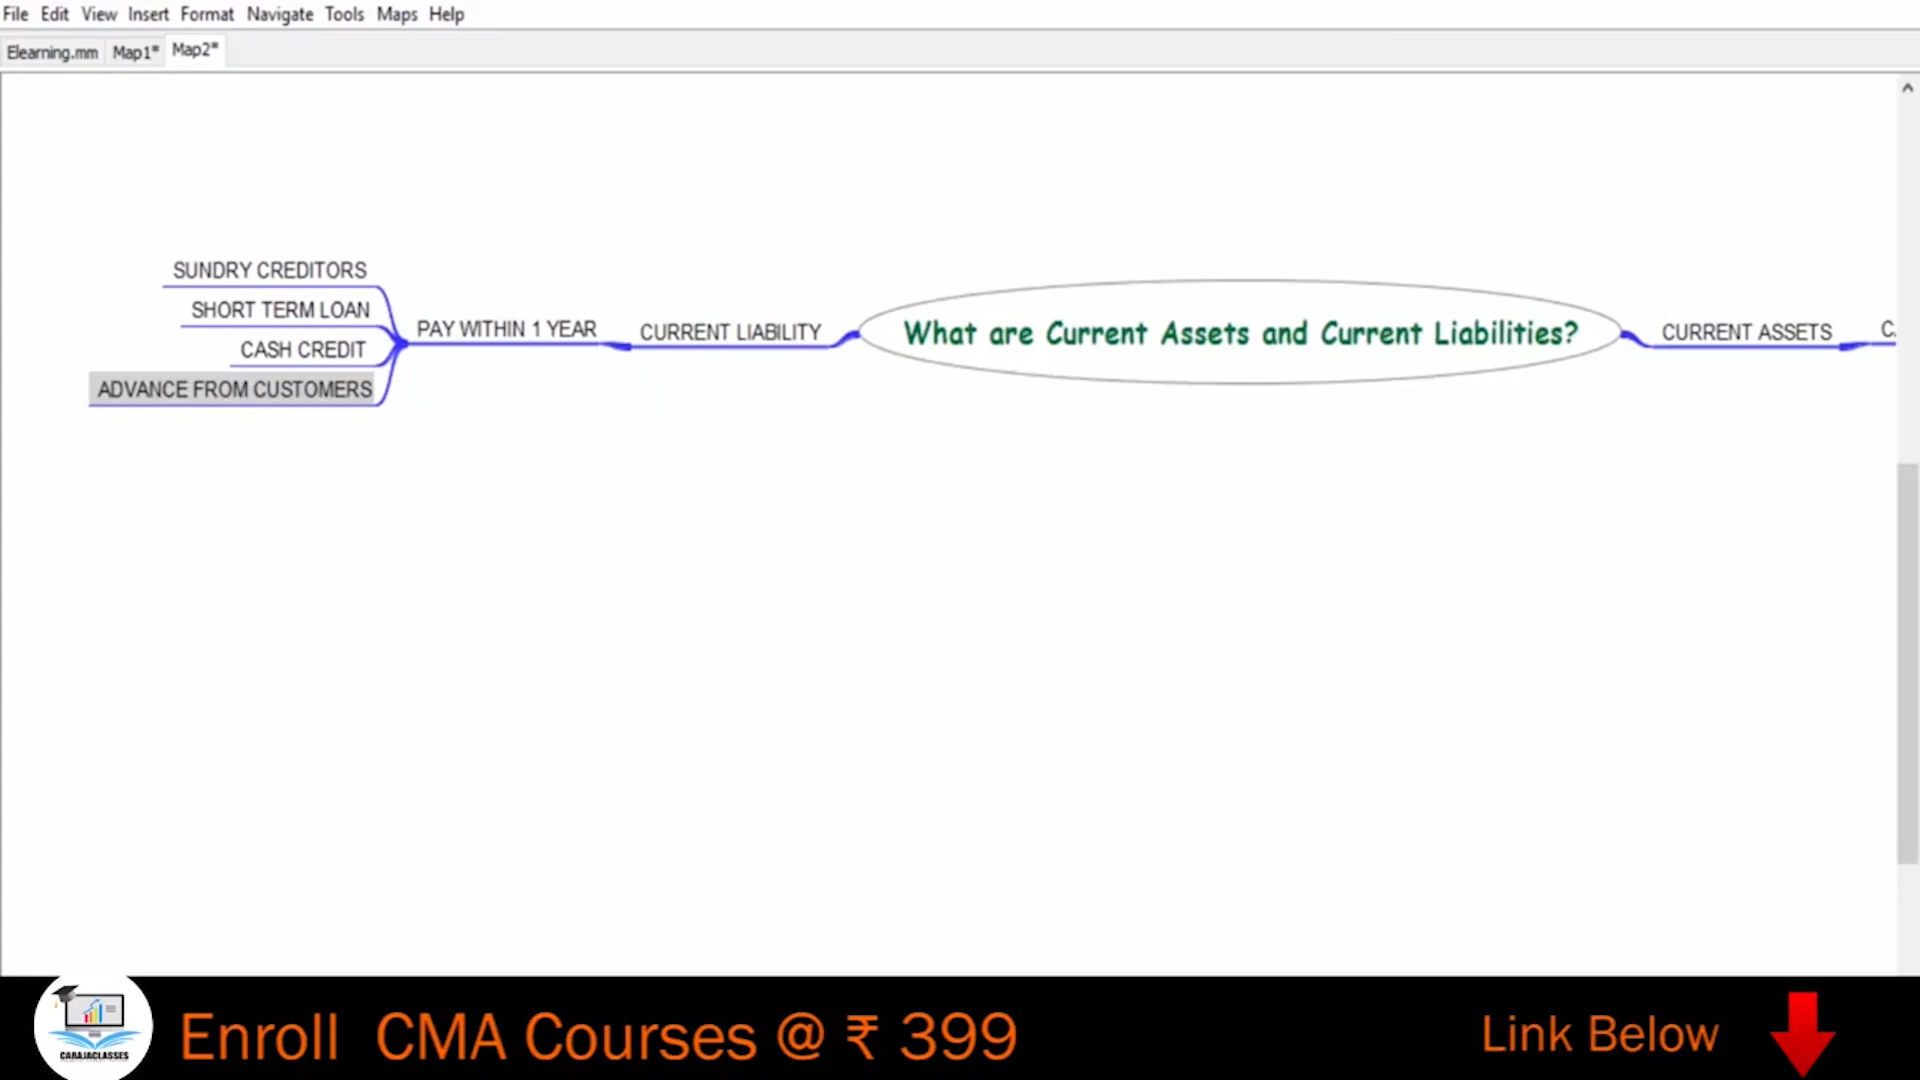 File Edit View Insert Format Navigate Tools Maps Help
Elearning.mm Map1* Map2*
SUNDRY CREDITORS
SHORT TERM LOAN
CASH CREDIT
ADVANCE FROM CUSTOMERS
PAY WITHIN 1 YEAR
CURRENT LIABILITY
What are Current Assets and Current Liabilities?
CURRENT ASSETS
CARAJACLASSES
Enroll CMA Courses @ ₹ 399
Link Below